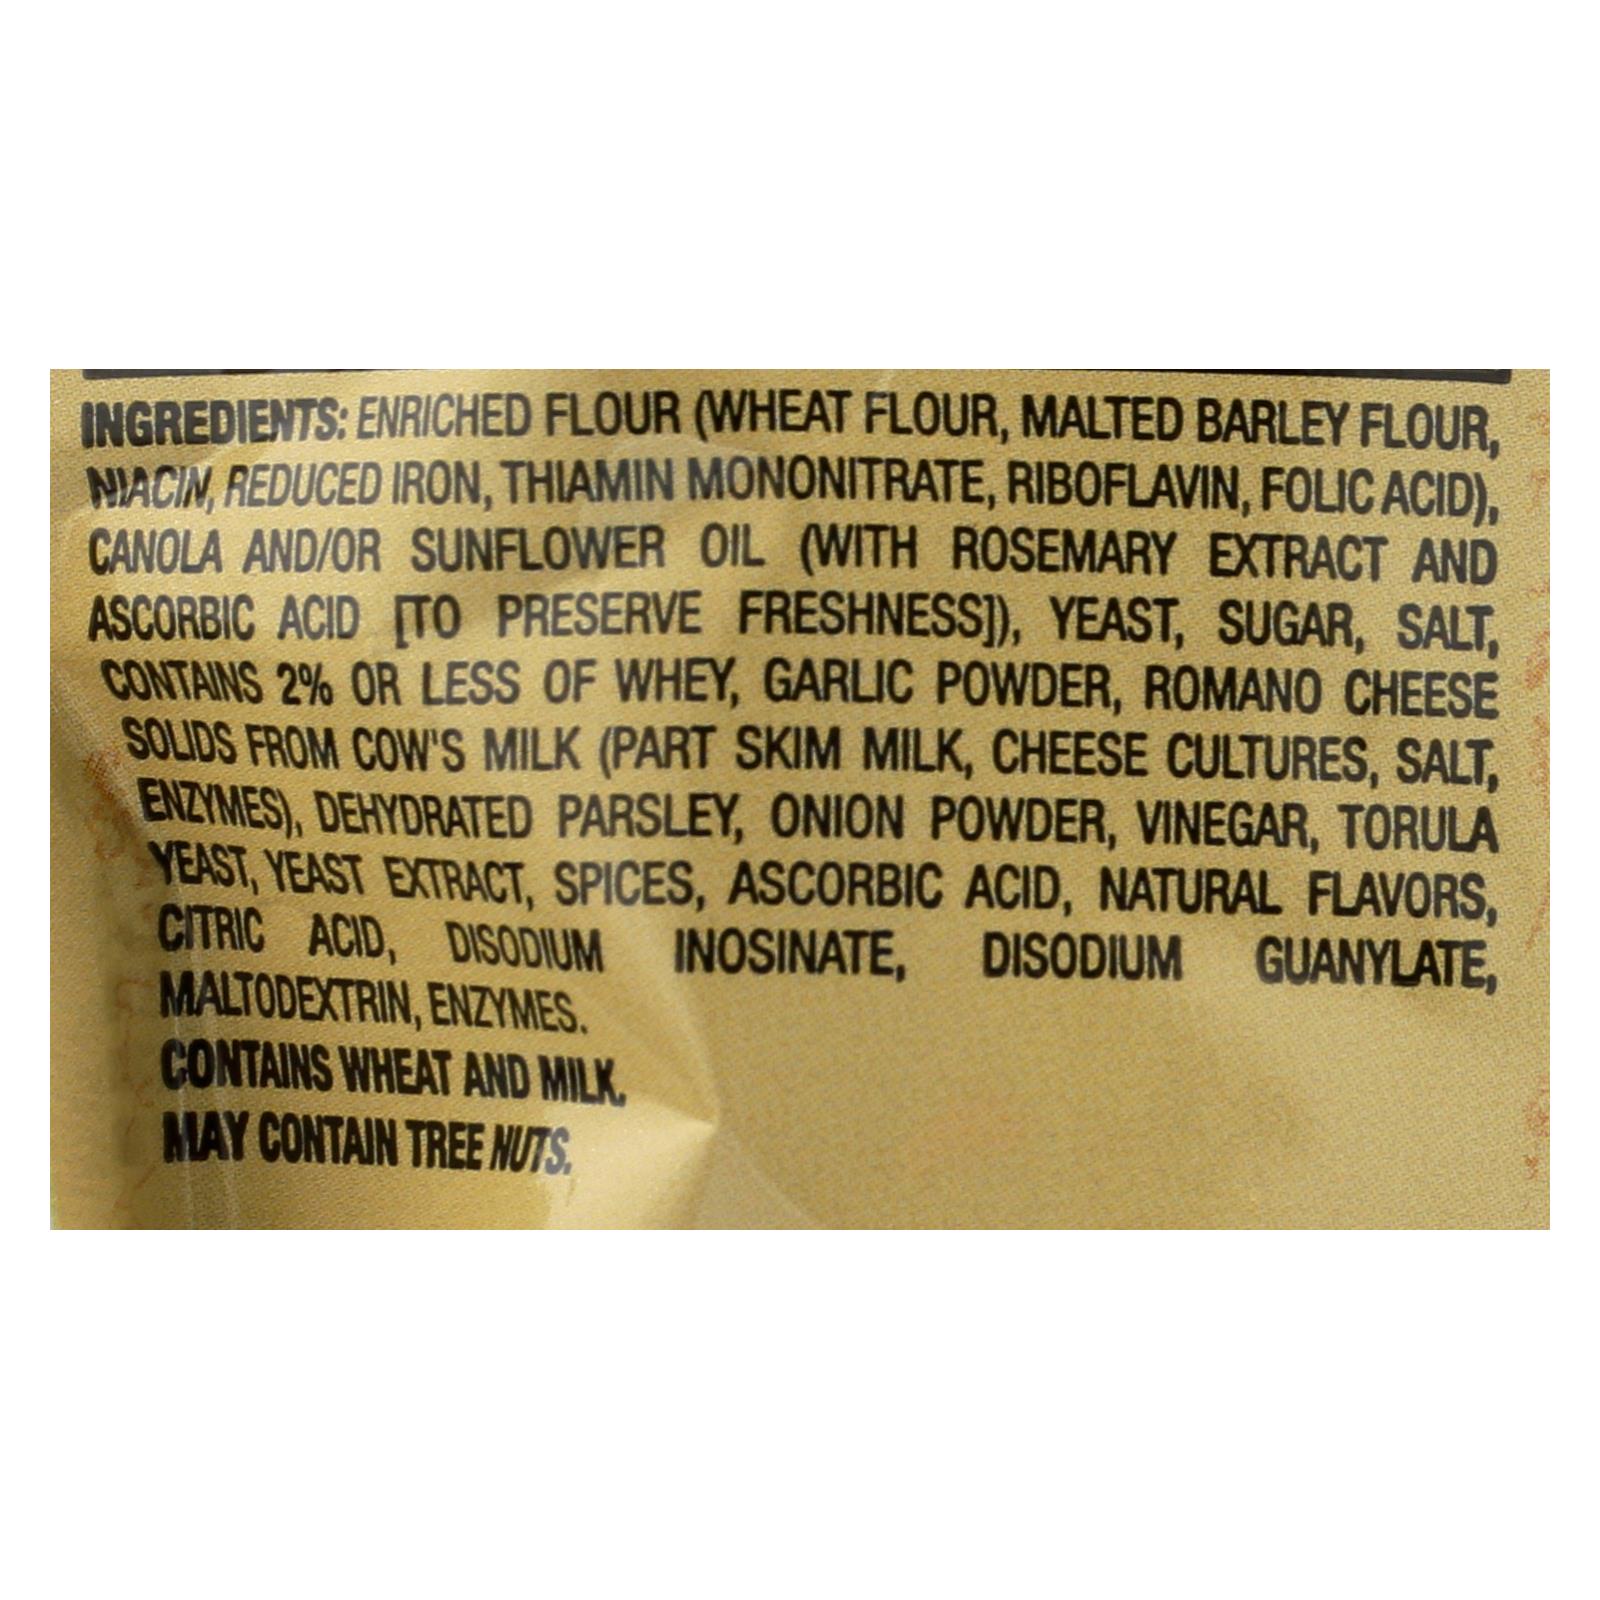 INGREDIENTS: ENRICHED FLOUR (WHEAT FLOUR, MALTED BARLEY FLOUR,
NIACIN, REDUCED IRON, THIAMIN MONONITRATE, RIBOFLAVIN, FOLIC ACID),
CANOLA AND/OR SUNFLOWER OIL (WITH ROSEMARY EXTRACT AND
ASCORBIC ACID [TO PRESERVE FRESHNESS]), YEAST, SUGAR, SALT,
CONTAINS 2% OR LESS OF WHEY, GARLIC POWDER, ROMANO CHEESE
SOLIDS FROM COW'S MILK (PART SKIM MILK, CHEESE CULTURES, SALT,
ENZYMES), DEHYDRATED PARSLEY, ONION POWDER, VINEGAR, TORULA
YEAST, YEAST EXTRACT, SPICES, ASCORBIC ACID, NATURAL FLAVORS,
CITRIC ACID, DISODIUM INOSINATE, DISODIUM GUANYLATE,
MALTODEXTRIN, ENZYMES.
CONTAINS WHEAT AND MILK.
MAY CONTAIN TREE NUTS.